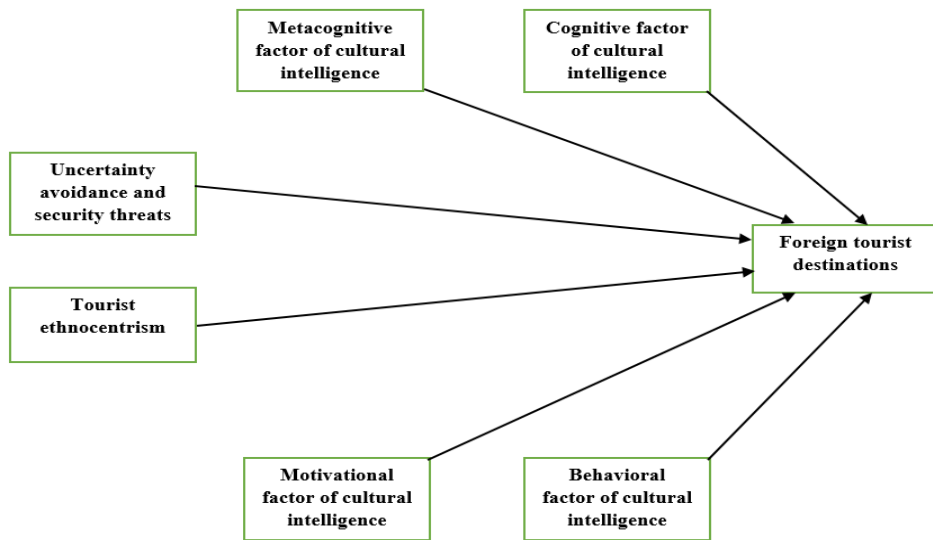 Metacognitive
factor of cultural
intelligence
Cognitive factor
of cultural
intelligence
Uncertainty
avoidance and
security threats
Foreign tourist
destinations
Tourist
ethnocentrism
Motivational
factor of cultural
intelligence
Behavioral
factor of cultural
intelligence